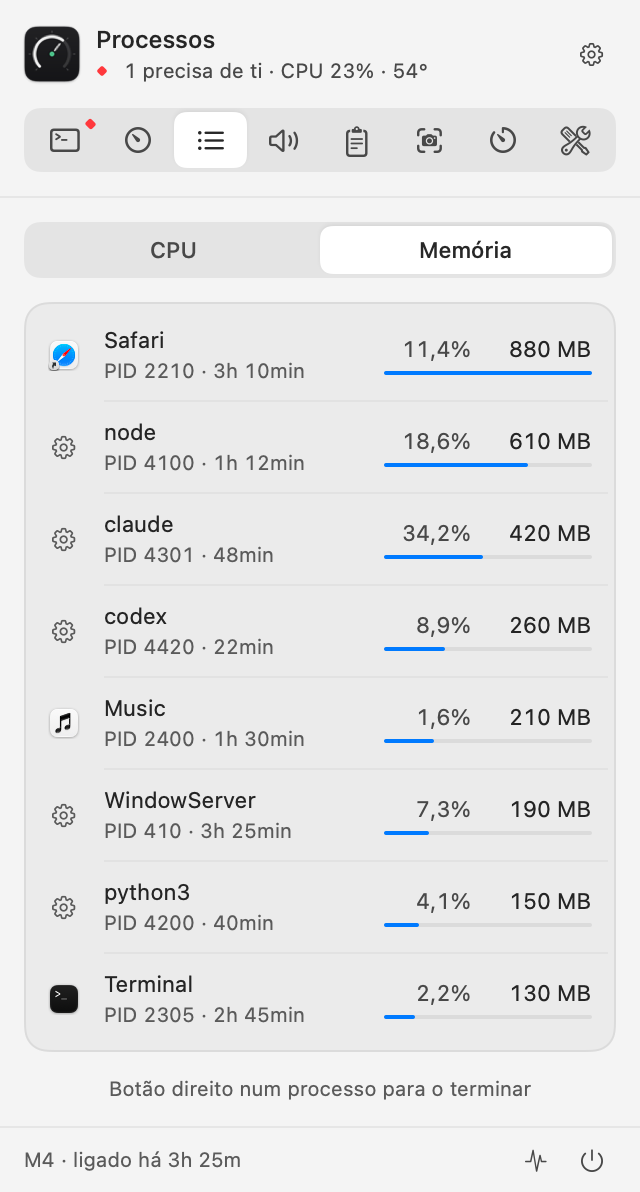 Processos
1 precisa de ti · CPU 23% · 54°
CPU
Memória
Safari
11,4% 880 MB
PID 2210 · 3h 10min
node
18,6% 610 MB
PID 4100 · 1h 12min
claude
34,2% 420 MB
PID 4301 · 48min
codex
8,9% 260 MB
PID 4420 · 22min
Music
1,6% 210 MB
PID 2400 · 1h 30min
WindowServer
7,3% 190 MB
PID 410 · 3h 25min
python3
4,1% 150 MB
PID 4200 · 40min
Terminal
2,2% 130 MB
PID 2305 · 2h 45min
Botão direito num processo para o terminar
M4 · ligado há 3h 25m